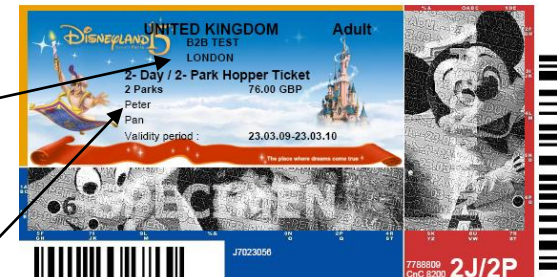 DISNEYLAND
UNITED KINGDOM Adult
B2B TEST
LONDON
2- Day / 2- Park Hopper Ticket
2 Parks 76.00 GBP
Peter
Pan
Validity period : 23.03.09-23.03.10
The place where dreams come true
SPECIMEN
J7023056
7788809
CnC 8200
2J/2P